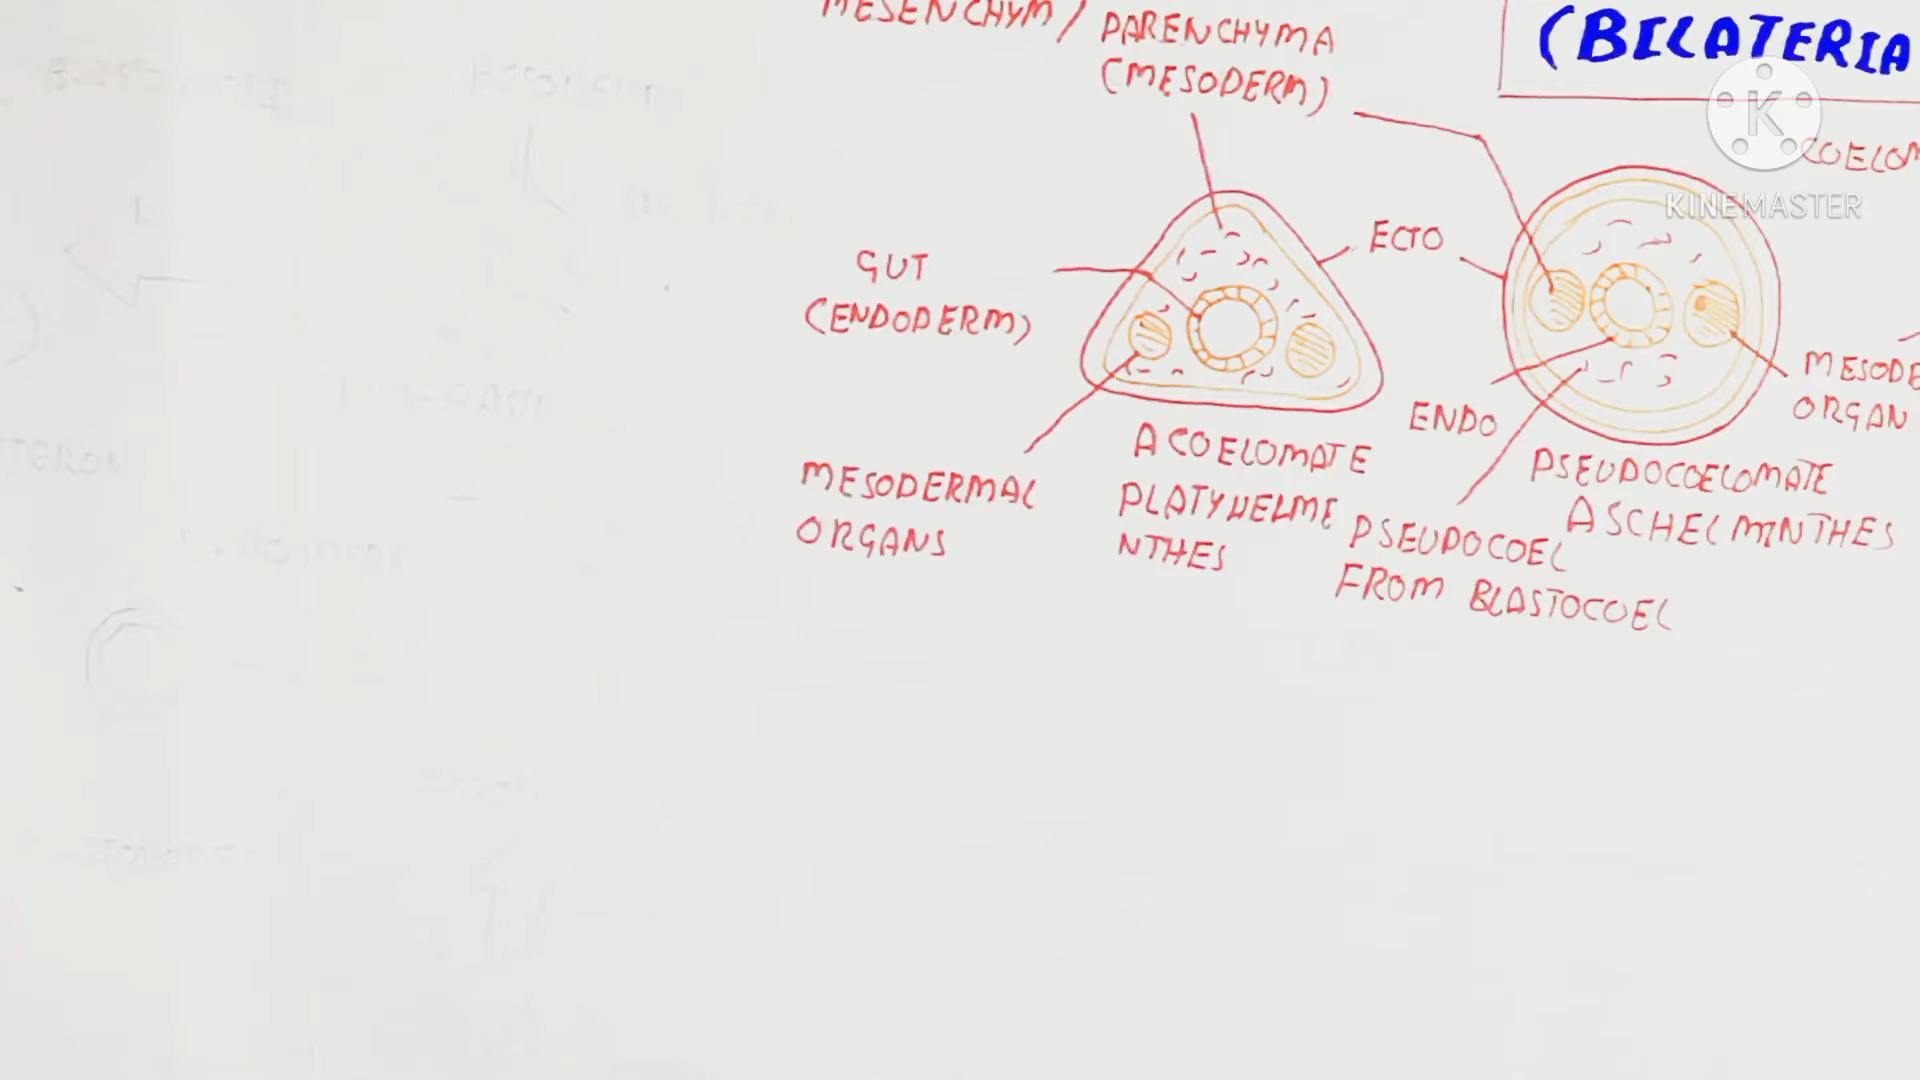 MESENCHYM / PARENCHYMA
(MESODERM)
(BILATERIA
K
KINEMASTER
COELOM
ECTO
GUT
(ENDODERM)
MESODE
ORGAN
ENDO
ACOELOMATE
PLATYHELME
NTHES
MESODERMAL
ORGANS
PSEUDOCOELOMATE
ASCHELMINTHES
PSEUDOCOEL
FROM BLASTOCOEL